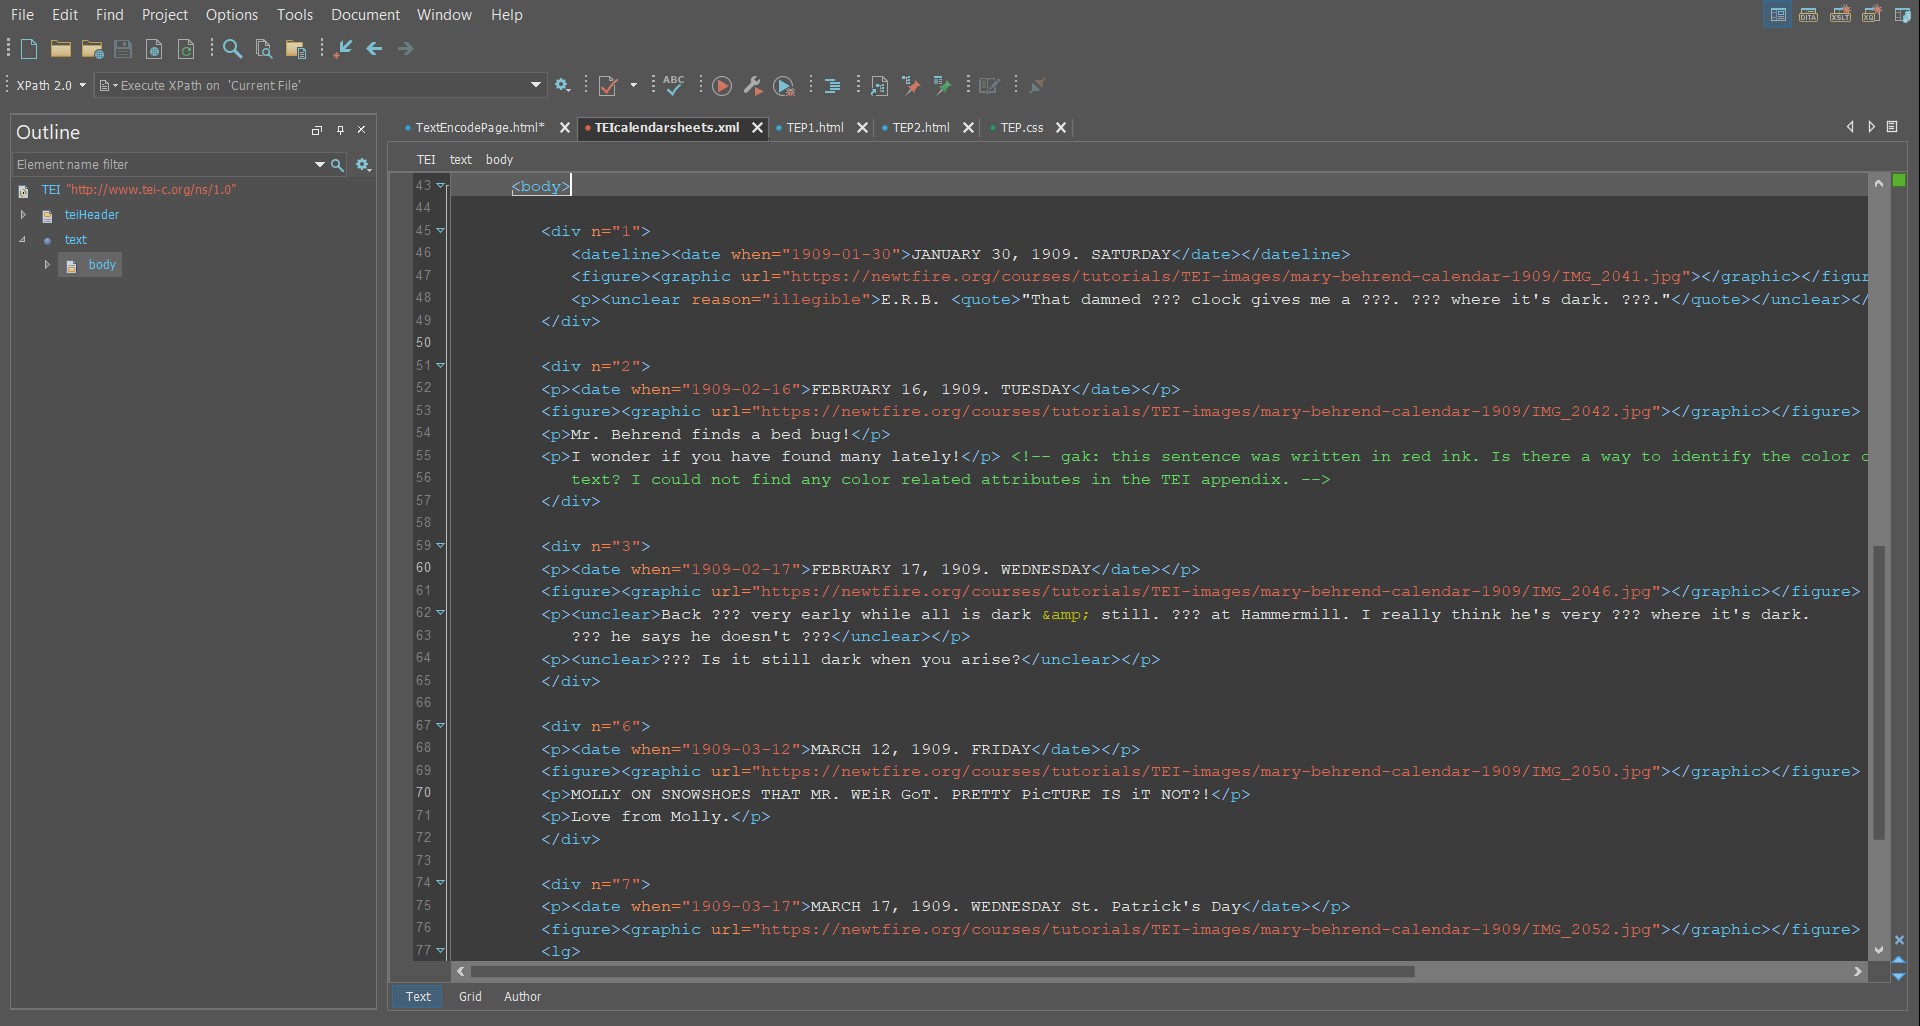 File Edit Find Project Options Tools Document Window Help
DITA XSLT XQ
XPath 2.0 Execute XPath on 'Current File' ABC
Outline
Element name filter
TEI "http://www.tei-c.org/ns/1.0"
teiHeader
text
body
TextEncodePage.html* TEIcalendarsheets.xml TEP1.html TEP2.html TEP.css
TEI text body
43 <body>
44
45 <div n="1">
46 <dateline><date when="1909-01-30">JANUARY 30, 1909. SATURDAY</date></dateline>
47 <figure><graphic url="https://newtfire.org/courses/tutorials/TEI-images/mary-behrend-calendar-1909/IMG_2041.jpg"></graphic></figur
48 <p><unclear reason="illegible">E.R.B. <quote>"That damned ??? clock gives me a ???. ??? where it's dark. ???."</quote></unclear></
49 </div>
50
51 <div n="2">
52 <p><date when="1909-02-16">FEBRUARY 16, 1909. TUESDAY</date></p>
53 <figure><graphic url="https://newtfire.org/courses/tutorials/TEI-images/mary-behrend-calendar-1909/IMG_2042.jpg"></graphic></figure>
54 <p>Mr. Behrend finds a bed bug!</p>
55 <p>I wonder if you have found many lately!</p> <!-- gak: this sentence was written in red ink. Is there a way to identify the color
56 text? I could not find any color related attributes in the TEI appendix. -->
57 </div>
58
59 <div n="3">
60 <p><date when="1909-02-17">FEBRUARY 17, 1909. WEDNESDAY</date></p>
61 <figure><graphic url="https://newtfire.org/courses/tutorials/TEI-images/mary-behrend-calendar-1909/IMG_2046.jpg"></graphic></figure>
62 <p><unclear>Back ??? very early while all is dark &amp; still. ??? at Hammermill. I really think he's very ??? where it's dark.
63 ??? he says he doesn't ???</unclear></p>
64 <p><unclear>??? Is it still dark when you arise?</unclear></p>
65 </div>
66
67 <div n="6">
68 <p><date when="1909-03-12">MARCH 12, 1909. FRIDAY</date></p>
69 <figure><graphic url="https://newtfire.org/courses/tutorials/TEI-images/mary-behrend-calendar-1909/IMG_2050.jpg"></graphic></figure>
70 <p>MOLLY ON SNOWSHOES THAT MR. WEiR GoT. PRETTY PicTURE IS iT NOT?!</p>
71 <p>Love from Molly.</p>
72 </div>
73
74 <div n="7">
75 <p><date when="1909-03-17">MARCH 17, 1909. WEDNESDAY St. Patrick's Day</date></p>
76 <figure><graphic url="https://newtfire.org/courses/tutorials/TEI-images/mary-behrend-calendar-1909/IMG_2052.jpg"></graphic></figure>
77 <lg>
Text Grid Author